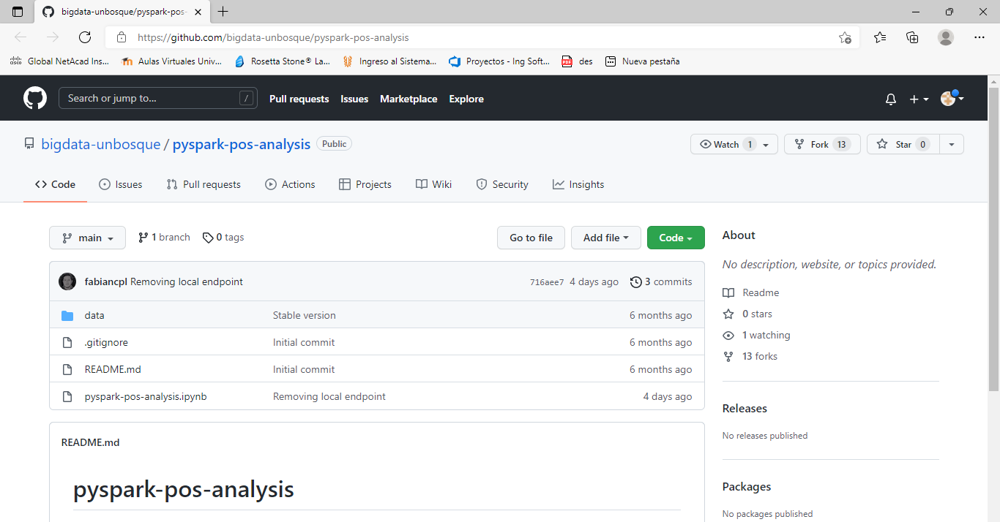 bigdata-unbosque/pyspark-pos-
https://github.com/bigdata-unbosque/pyspark-pos-analysis
Global NetAcad Ins... Aulas Virtuales Univ... Rosetta Stone® La... Ingreso al Sistema... Proyectos - Ing Soft... PDF des Nueva pestaña
Search or jump to... / Pull requests Issues Marketplace Explore
bigdata-unbosque / pyspark-pos-analysis Public Watch 1 Fork 13 Star 0
Code Issues Pull requests Actions Projects Wiki Security Insights
main 1 branch 0 tags Go to file Add file Code
fabiancpl Removing local endpoint 716aee7 4 days ago 3 commits
data Stable version 6 months ago
.gitignore Initial commit 6 months ago
README.md Initial commit 6 months ago
pyspark-pos-analysis.ipynb Removing local endpoint 4 days ago
README.md
pyspark-pos-analysis
About
No description, website, or topics provided.
Readme
0 stars
1 watching
13 forks
Releases
No releases published
Packages
No packages published